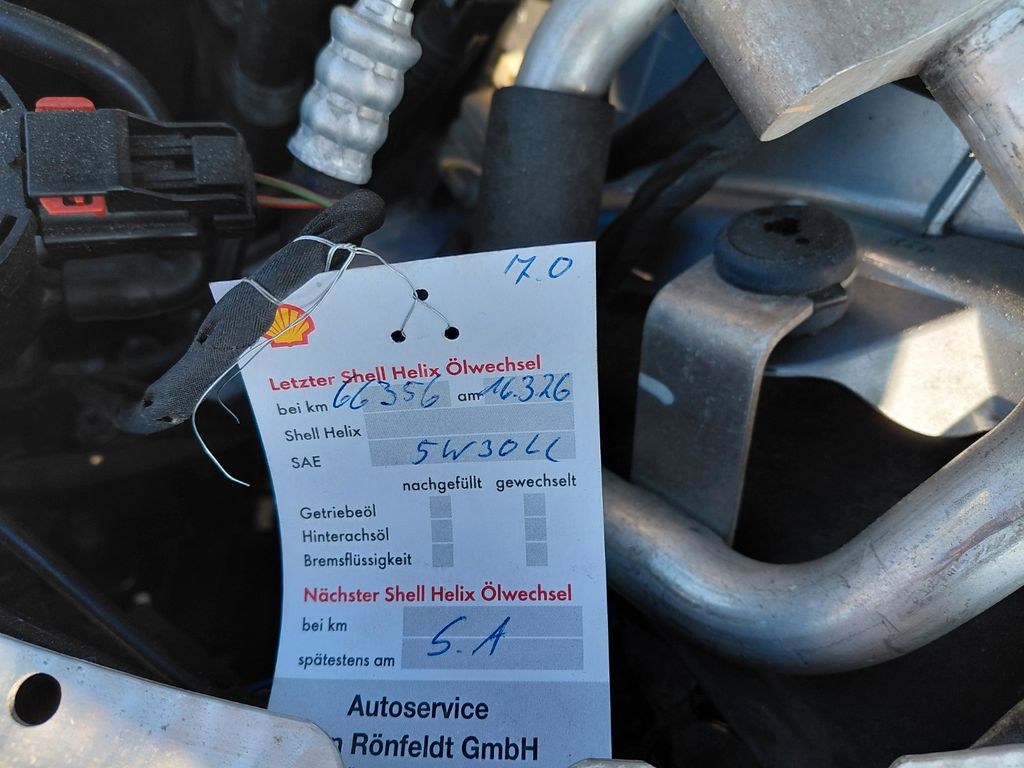 17.0
Letzter Shell Helix Ölwechsel
bei km 66356 am 16.3.26
Shell Helix
SAE 5W30LL
nachgefüllt gewechselt
Getriebeöl
Hinterachsöl
Bremsflüssigkeit
Nächster Shell Helix Ölwechsel
bei km
S.A
spätestens am
Autoservice
n Rönfeldt GmbH